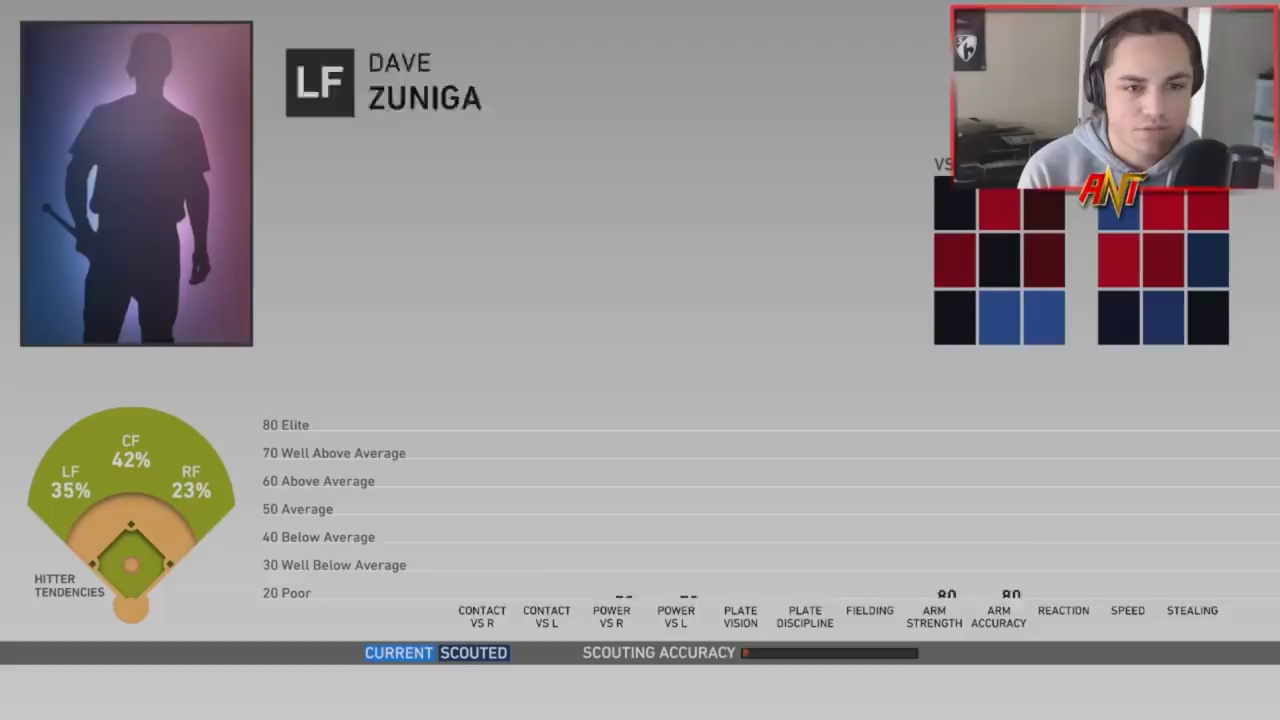 LF
DAVE
ZUNIGA
VS
ANT
CF
42%
LF
35%
RF
23%
HITTER
TENDENCIES
80 Elite
70 Well Above Average
60 Above Average
50 Average
40 Below Average
30 Well Below Average
20 Poor
80 80
CONTACT
VS R
CONTACT
VS L
POWER
VS R
POWER
VS L
PLATE
VISION
PLATE
DISCIPLINE
FIELDING
ARM
STRENGTH
ARM
ACCURACY
REACTION
SPEED
STEALING
CURRENT SCOUTED
SCOUTING ACCURACY